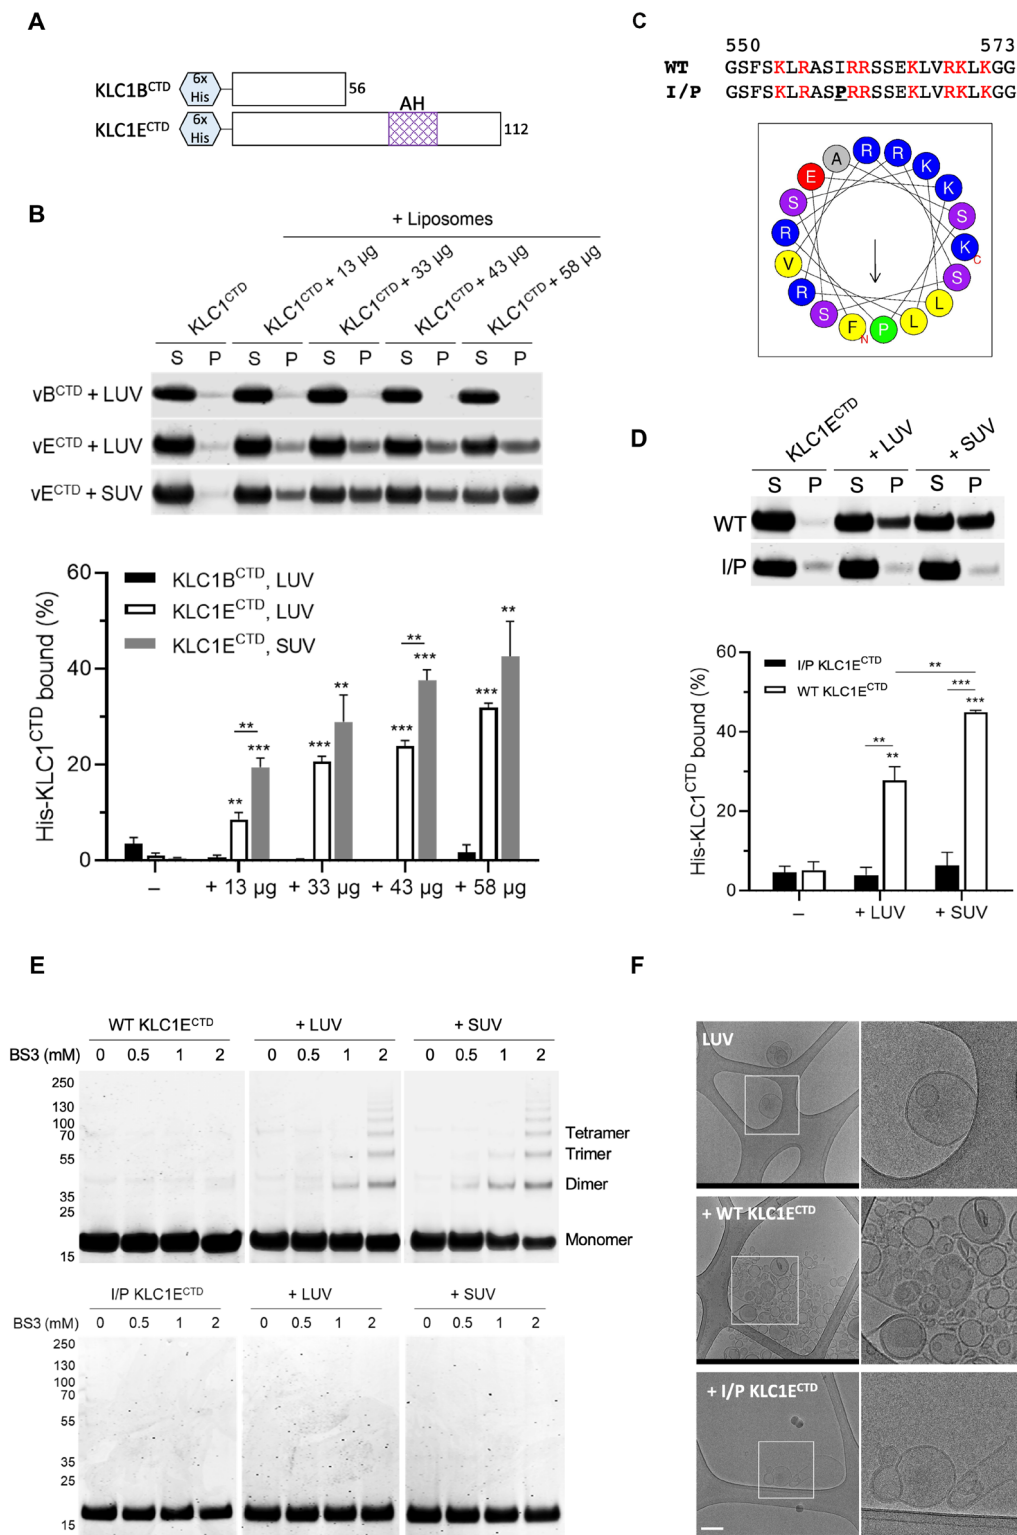 A
KLC1B^CTD 6x His 56
AH
KLC1E^CTD 6x His 112
B
+ Liposomes
KLC1^CTD
KLC1^CTD + 13 µg
KLC1^CTD + 33 µg
KLC1^CTD + 43 µg
KLC1^CTD + 58 µg
S P S P S P S P S P
vB^CTD + LUV
vE^CTD + LUV
vE^CTD + SUV
His-KLC1^CTD bound (%)
60
40
20
0
KLC1B^CTD, LUV
KLC1E^CTD, LUV
KLC1E^CTD, SUV
** ** ***
*** **
*** ** ***
*** **
– + 13 µg + 33 µg + 43 µg + 58 µg
C
550 573
WT GSFSKLRASIRRSSEKLVRKLKGG
I/P GSFSKLRASPRRSSEKLVRKLKGG
A R R K K S K C S L L P F N S R V R S E
D
KLC1E^CTD + LUV + SUV
S P S P S P
WT
I/P
His-KLC1^CTD bound (%)
60
40
20
0
I/P KLC1E^CTD
WT KLC1E^CTD
**
*** ***
** **
– + LUV + SUV
E
WT KLC1E^CTD + LUV + SUV
BS3 (mM) 0 0.5 1 2 0 0.5 1 2 0 0.5 1 2
250
130
100
70 Tetramer
55 Trimer
35 Dimer
25
15 Monomer
I/P KLC1E^CTD + LUV + SUV
BS3 (mM) 0 0.5 1 2 0 0.5 1 2 0 0.5 1 2
250
130
100
70
55
35
25
15
F
LUV
+ WT KLC1E^CTD
+ I/P KLC1E^CTD